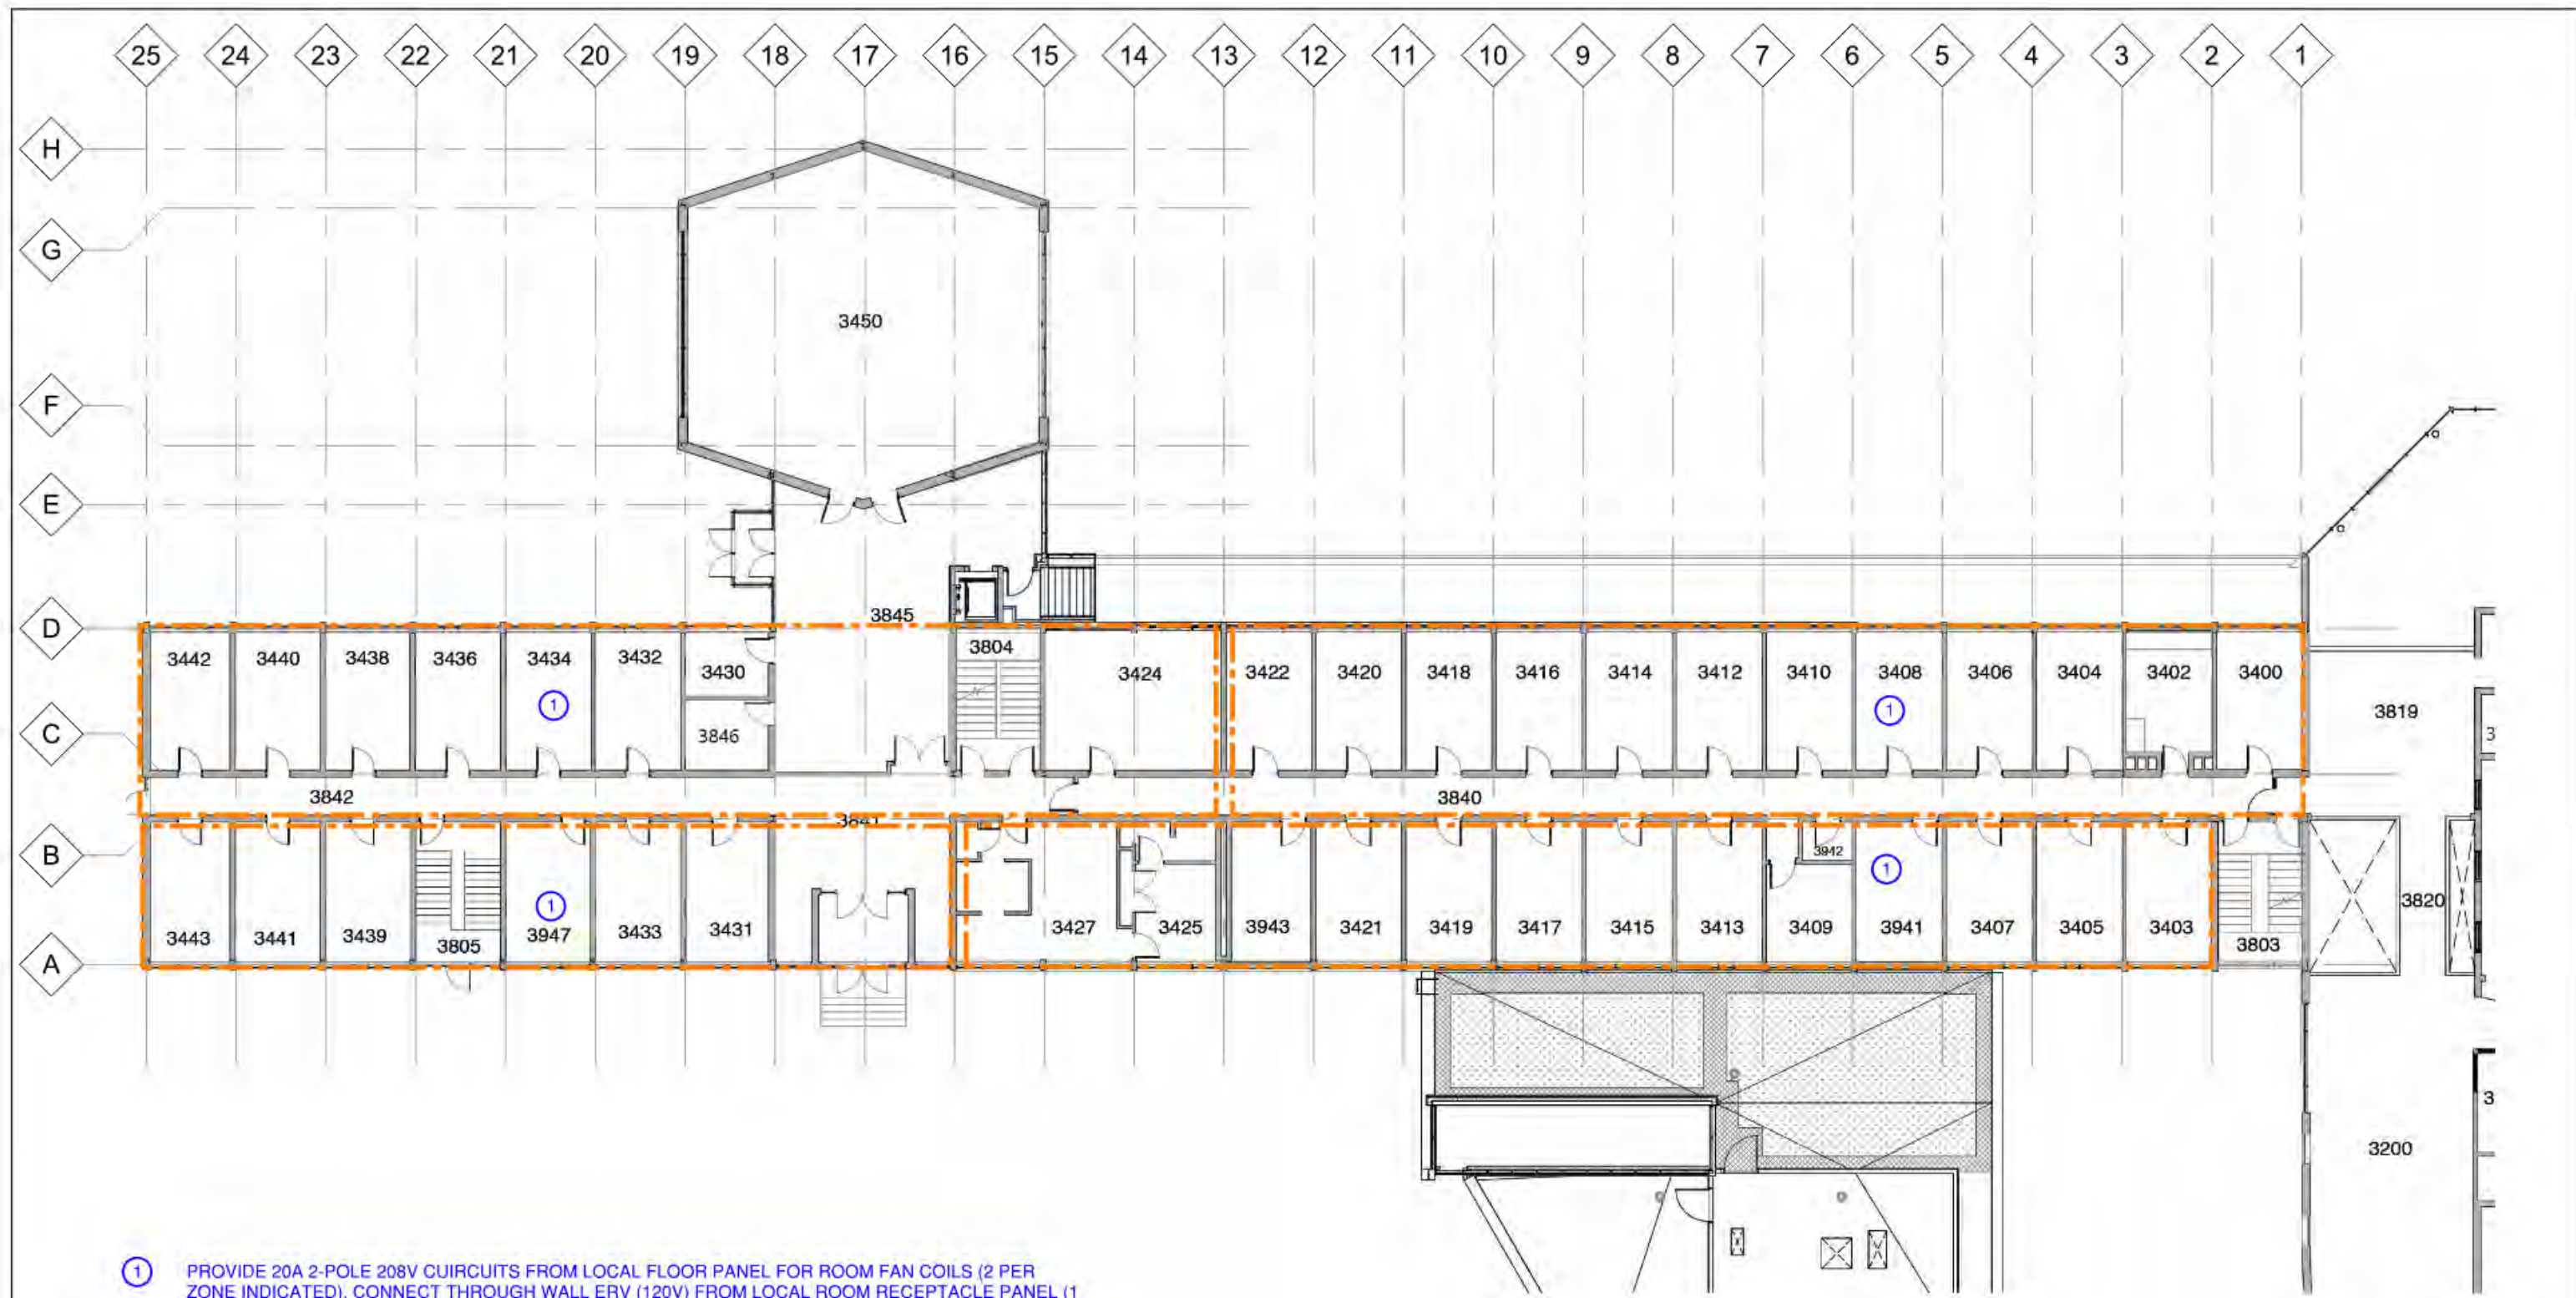 25 24 23 22 21 20 19 18 17 16 15 14 13 12 11 10 9 8 7 6 5 4 3 2 1
H
G
3450
F
E
3845
D
3804
3442 3440 3438 3436 3434 3432 3430 3424 3422 3420 3418 3416 3414 3412 3410 3408 3406 3404 3402 3400
1 1
3819
C
3846
3
3842 3840
3841
B
3942
1
1
3820
3443 3441 3439 3805 3947 3433 3431 3427 3425 3943 3421 3419 3417 3415 3413 3409 3941 3407 3405 3403 3803
A
3
3200
1 PROVIDE 20A 2-POLE 208V CUIRCUITS FROM LOCAL FLOOR PANEL FOR ROOM FAN COILS (2 PER
ZONE INDICATED). CONNECT THROUGH WALL ERV (120V) FROM LOCAL ROOM RECEPTACLE PANEL (1